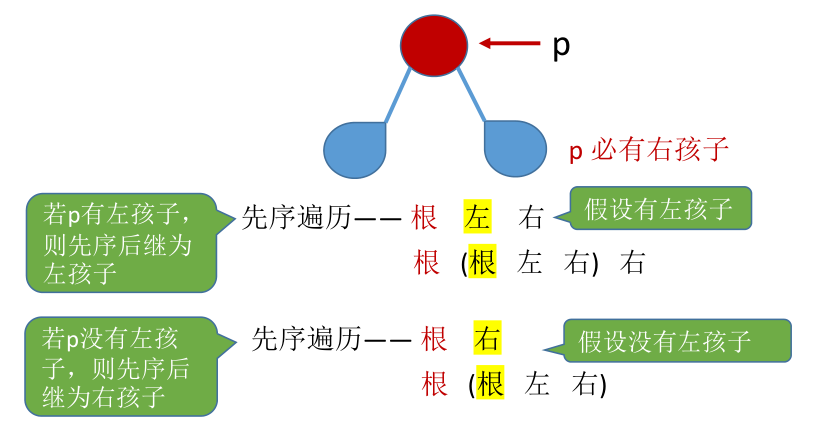 p
p 必有右孩子
若p有左孩子，
则先序后继为
左孩子
先序遍历—— 根 左 右
假设有左孩子
根 (根 左 右) 右
若p没有左孩
子，则先序后
继为右孩子
先序遍历—— 根 右
假设没有左孩子
根 (根 左 右)